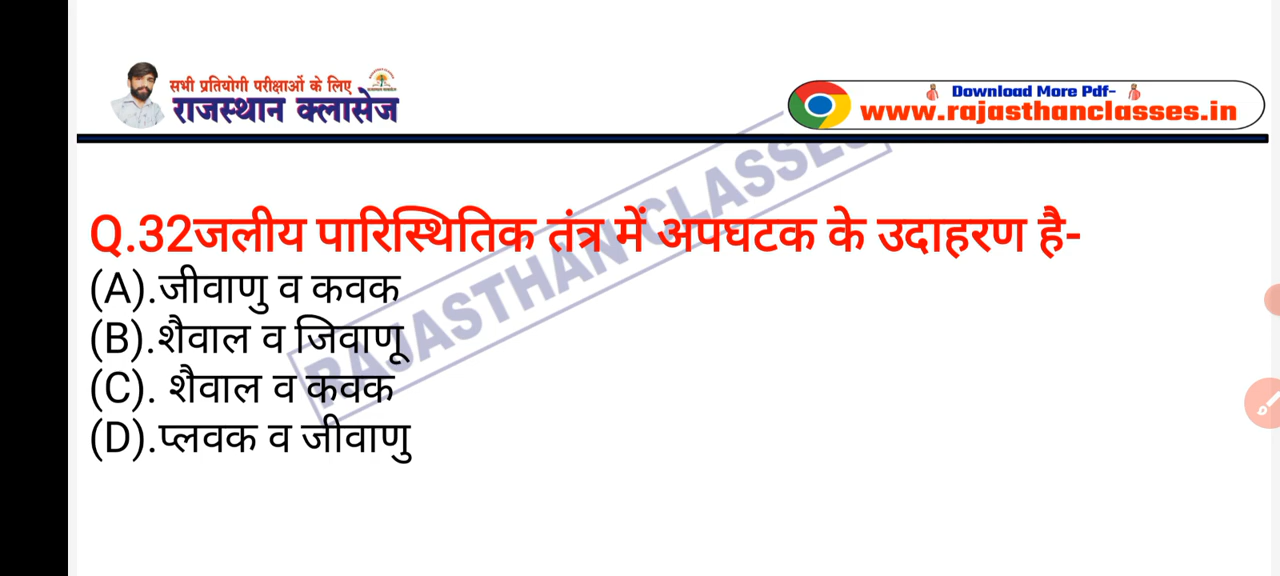 सभी प्रतियोगी परीक्षाओं के लिए
राजस्थान क्लासेज
Download More Pdf-
www.rajasthanclasses.in
RAJASTHAN CLASSES
Q.32जलीय पारिस्थितिक तंत्र में अपघटक के उदाहरण है-
(A).जीवाणु व कवक
(B).शैवाल व जिवाणू
(C). शैवाल व कवक
(D).प्लवक व जीवाणु